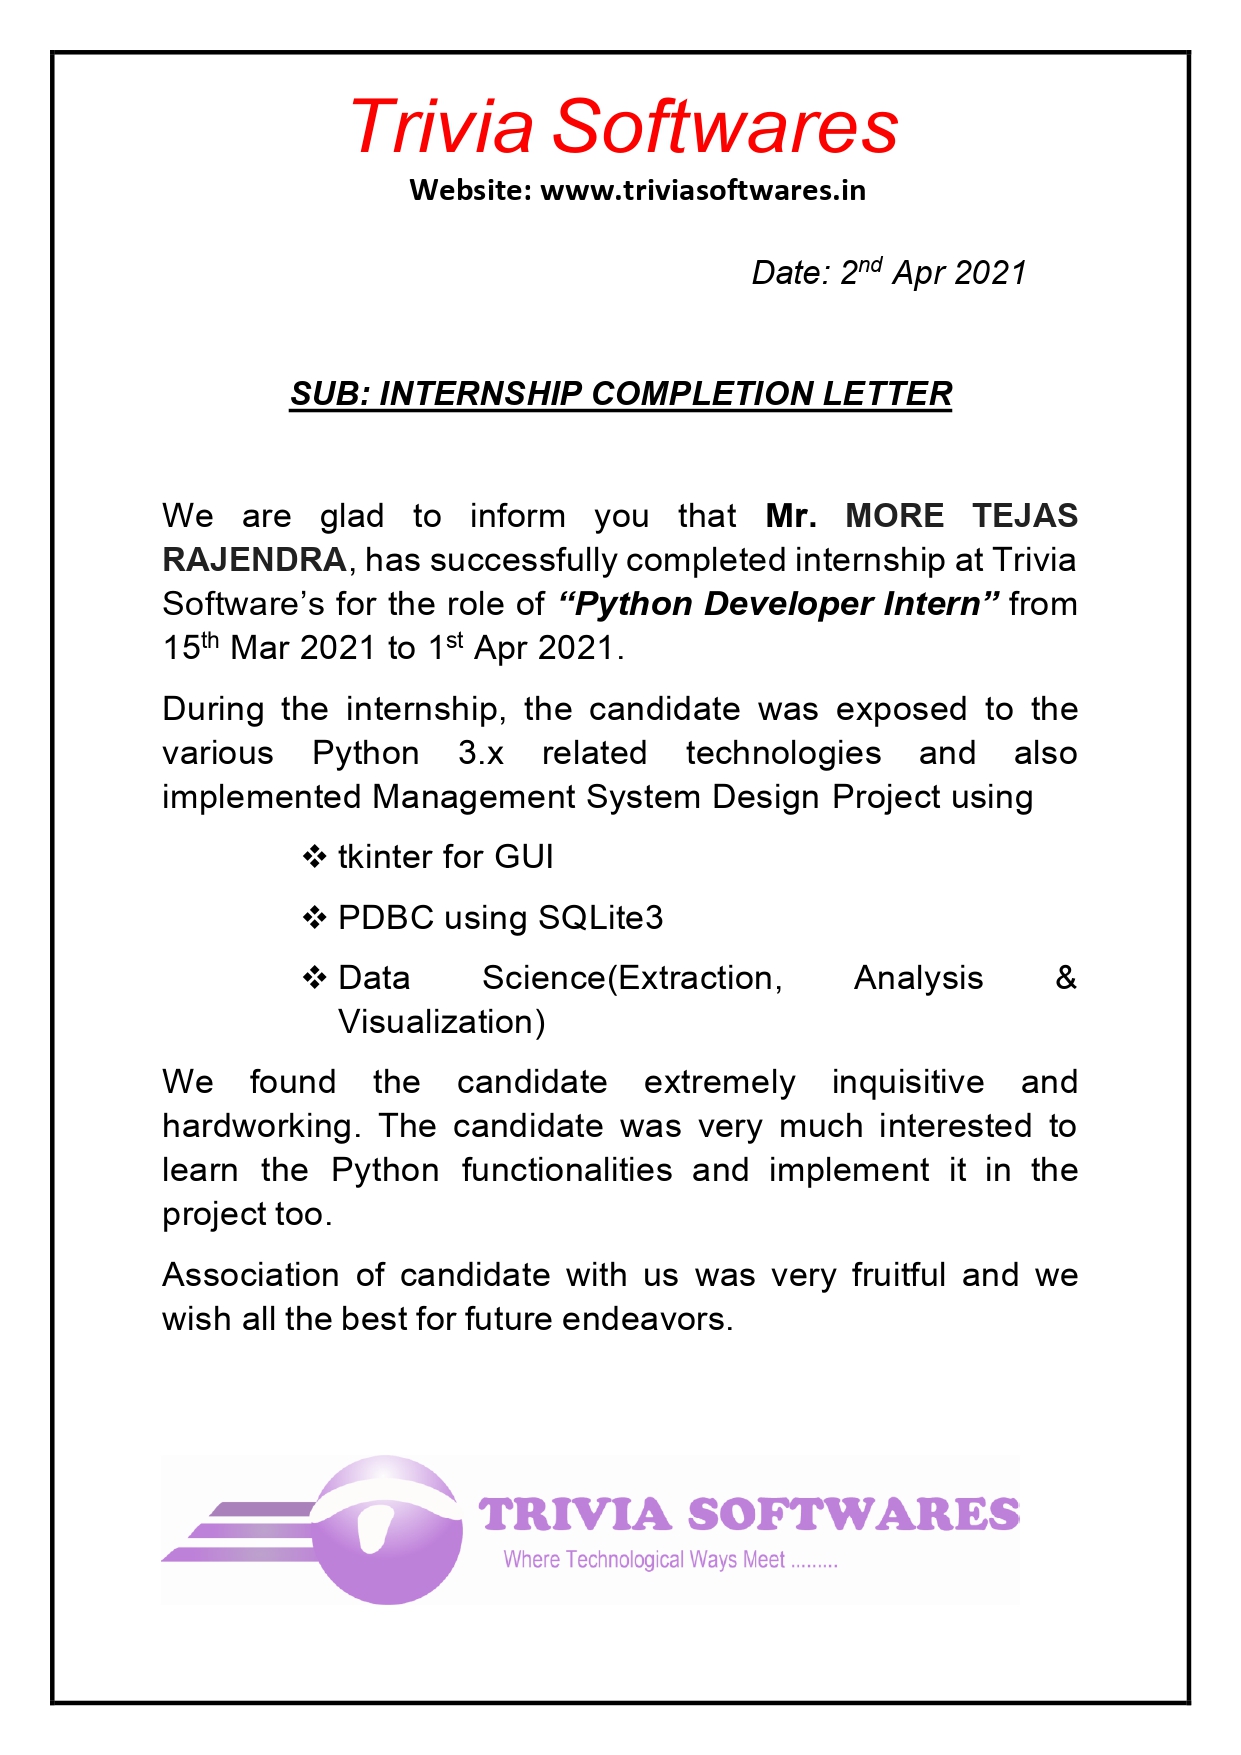 Trivia Softwares
Website: www.triviasoftwares.in
Date: 2nd Apr 2021
SUB: INTERNSHIP COMPLETION LETTER
We are glad to inform you that Mr. MORE TEJAS
RAJENDRA, has successfully completed internship at Trivia
Software’s for the role of “Python Developer Intern” from
15th Mar 2021 to 1st Apr 2021.
During the internship, the candidate was exposed to the
various Python 3.x related technologies and also
implemented Management System Design Project using
❖ tkinter for GUI
❖ PDBC using SQLite3
❖ Data Science(Extraction, Analysis &
Visualization)
We found the candidate extremely inquisitive and
hardworking. The candidate was very much interested to
learn the Python functionalities and implement it in the
project too.
Association of candidate with us was very fruitful and we
wish all the best for future endeavors.
TRIVIA SOFTWARES
Where Technological Ways Meet .........